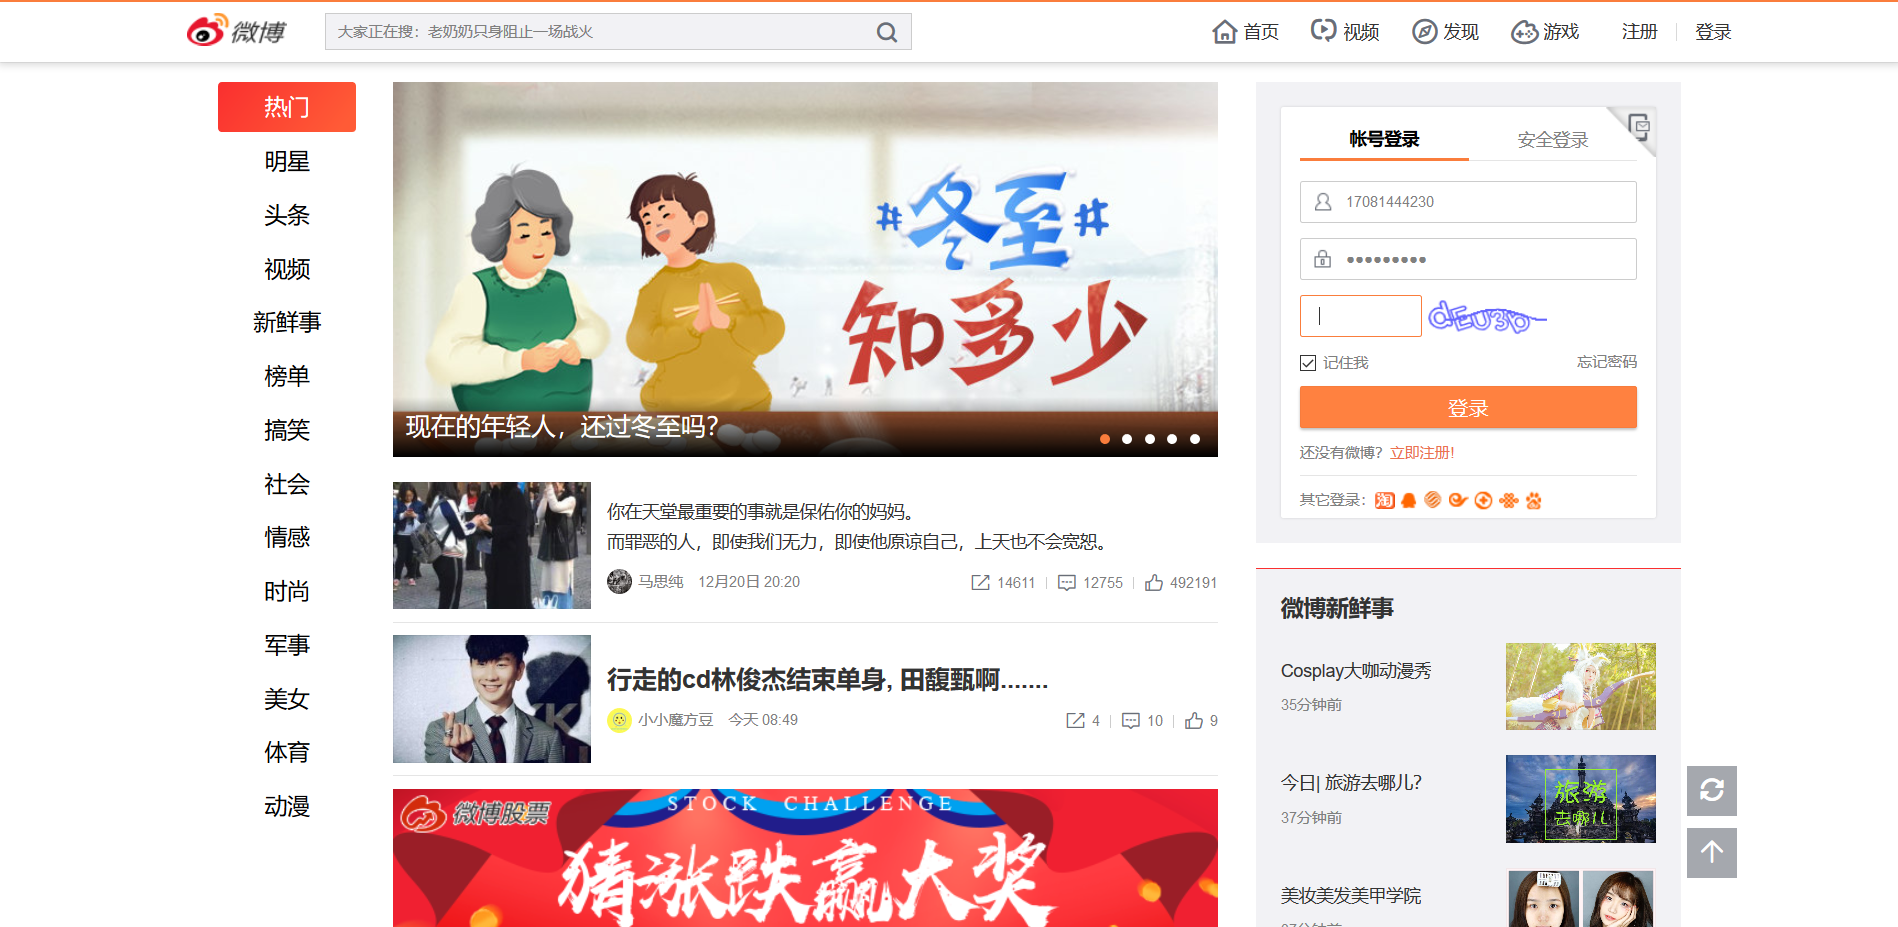 微博
大家正在搜：老奶奶只身阻止一场战火
首页
视频
发现
游戏
注册
登录
热门
明星
头条
视频
新鲜事
榜单
搞笑
社会
情感
时尚
军事
美女
体育
动漫
#冬至#
知多少
现在的年轻人，还过冬至吗？
你在天堂最重要的事就是保佑你的妈妈。
而罪恶的人，即使我们无力，即使他原谅自己，上天也不会宽恕。
马思纯 12月20日 20:20
14611 12755 492191
行走的cd林俊杰结束单身, 田馥甄啊.......
小小魔方豆 今天 08:49
4 10 9
微博股票
STOCK CHALLENGE
猜涨跌赢大奖
帐号登录
安全登录
17081444230
dEU3b
记住我
忘记密码
登录
还没有微博？立即注册!
其它登录：
淘
微博新鲜事
Cosplay大咖动漫秀
35分钟前
今日| 旅游去哪儿？
37分钟前
旅游
去哪儿
美妆美发美甲学院